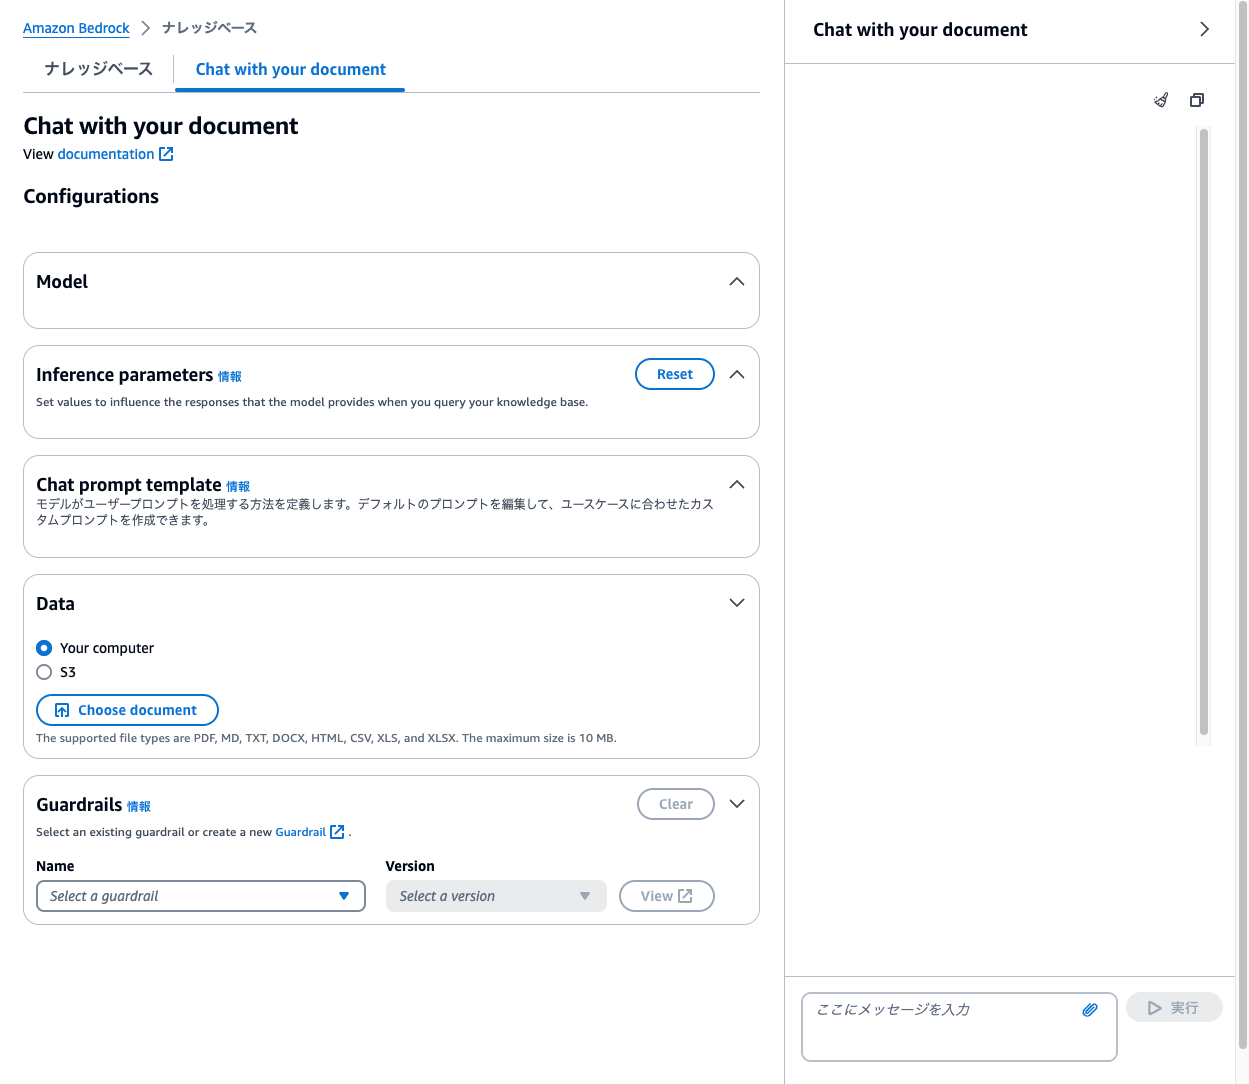 Amazon Bedrock > ナレッジベース
ナレッジベース
Chat with your document
Chat with your document
View documentation
Configurations
Model
Inference parameters 情報
Reset
Set values to influence the responses that the model provides when you query your knowledge base.
Chat prompt template 情報
モデルがユーザープロンプトを処理する方法を定義します。デフォルトのプロンプトを編集して、ユースケースに合わせたカス
タムプロンプトを作成できます。
Data
Your computer
S3
Choose document
The supported file types are PDF, MD, TXT, DOCX, HTML, CSV, XLS, and XLSX. The maximum size is 10 MB.
Guardrails 情報
Clear
Select an existing guardrail or create a new Guardrail .
Name
Version
Select a guardrail
Select a version
View
Chat with your document
ここにメッセージを入力
実行